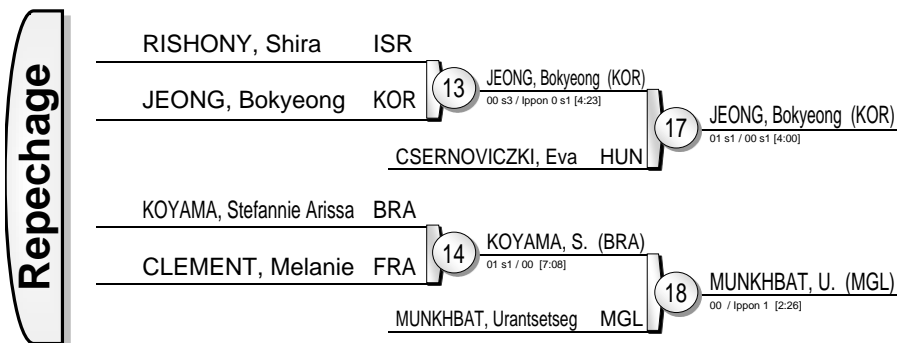 Repechage
RISHONY, Shira ISR
JEONG, Bokyeong KOR
13
JEONG, Bokyeong (KOR)
00 s3 / Ippon 0 s1 [4:23]
CSERNOVICZKI, Eva HUN
17
JEONG, Bokyeong (KOR)
01 s1 / 00 s1 [4:00]
KOYAMA, Stefannie Arissa BRA
CLEMENT, Melanie FRA
14
KOYAMA, S. (BRA)
01 s1 / 00 [7:08]
MUNKHBAT, Urantsetseg MGL
18
MUNKHBAT, U. (MGL)
00 / Ippon 1 [2:26]